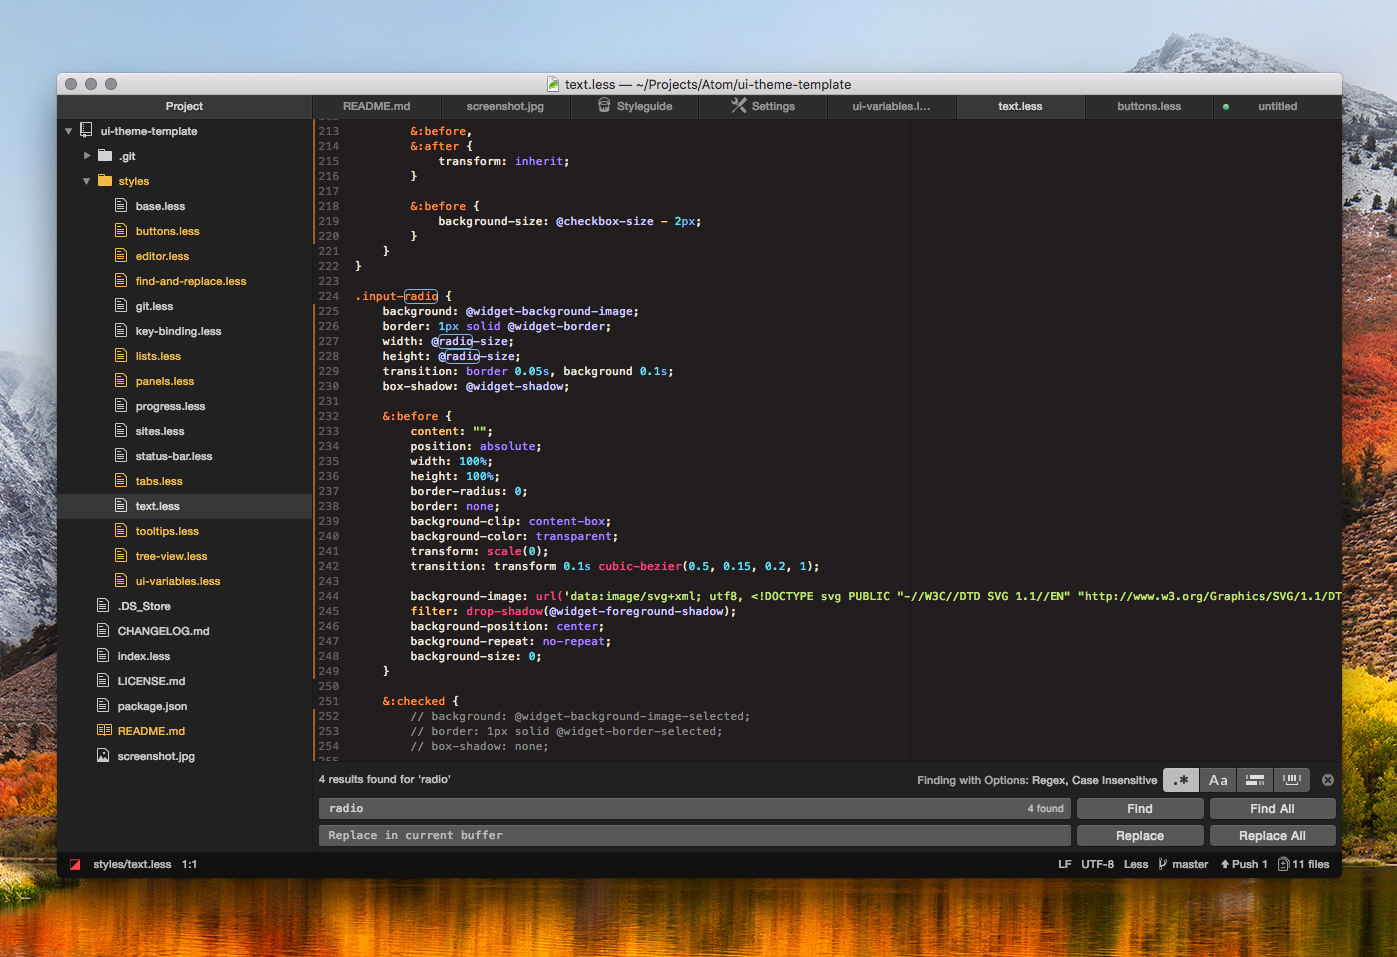 text.less — ~/Projects/Atom/ui-theme-template
Project
README.md
screenshot.jpg
Styleguide
Settings
ui-variables.l...
text.less
buttons.less
untitled
ui-theme-template
.git
styles
base.less
buttons.less
editor.less
find-and-replace.less
git.less
key-binding.less
lists.less
panels.less
progress.less
sites.less
status-bar.less
tabs.less
text.less
tooltips.less
tree-view.less
ui-variables.less
.DS_Store
CHANGELOG.md
index.less
LICENSE.md
package.json
README.md
screenshot.jpg
213 &:before,
214 &:after {
215 transform: inherit;
216 }
217
218 &:before {
219 background-size: @checkbox-size - 2px;
220 }
221 }
222 }
223
224 .input-radio {
225 background: @widget-background-image;
226 border: 1px solid @widget-border;
227 width: @radio-size;
228 height: @radio-size;
229 transition: border 0.05s, background 0.1s;
230 box-shadow: @widget-shadow;
231
232 &:before {
233 content: "";
234 position: absolute;
235 width: 100%;
236 height: 100%;
237 border-radius: 0;
238 border: none;
239 background-clip: content-box;
240 background-color: transparent;
241 transform: scale(0);
242 transition: transform 0.1s cubic-bezier(0.5, 0.15, 0.2, 1);
243
244 background-image: url('data:image/svg+xml; utf8, <!DOCTYPE svg PUBLIC "-//W3C//DTD SVG 1.1//EN" "http://www.w3.org/Graphics/SVG/1.1/DT
245 filter: drop-shadow(@widget-foreground-shadow);
246 background-position: center;
247 background-repeat: no-repeat;
248 background-size: 0;
249 }
250
251 &:checked {
252 // background: @widget-background-image-selected;
253 // border: 1px solid @widget-border-selected;
254 // box-shadow: none;
4 results found for 'radio'
Finding with Options: Regex, Case Insensitive
.*
Aa
radio
4 found
Find
Find All
Replace in current buffer
Replace
Replace All
styles/text.less 1:1
LF UTF-8 Less master Push 1 11 files